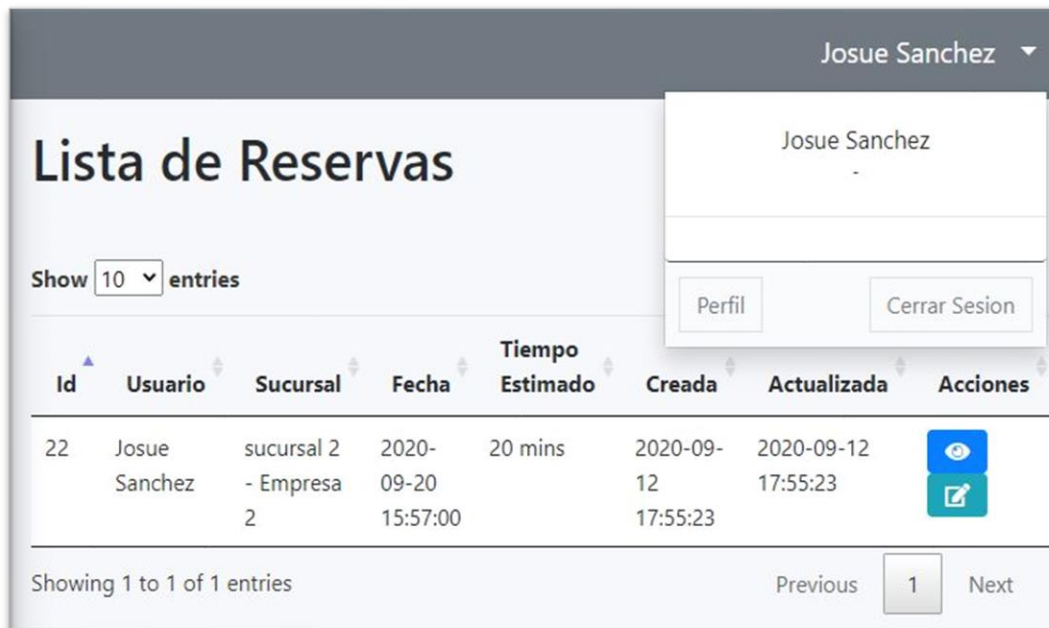 Josue Sanchez
Josue Sanchez
-
Perfil
Cerrar Sesion
Lista de Reservas
Show 10 entries
Id Usuario Sucursal Fecha Tiempo Estimado Creada Actualizada Acciones
22 Josue sucursal 2 2020- 20 mins 2020-09- 2020-09-12
Sanchez - Empresa 09-20 12 17:55:23
2 15:57:00 17:55:23
Showing 1 to 1 of 1 entries
Previous 1 Next